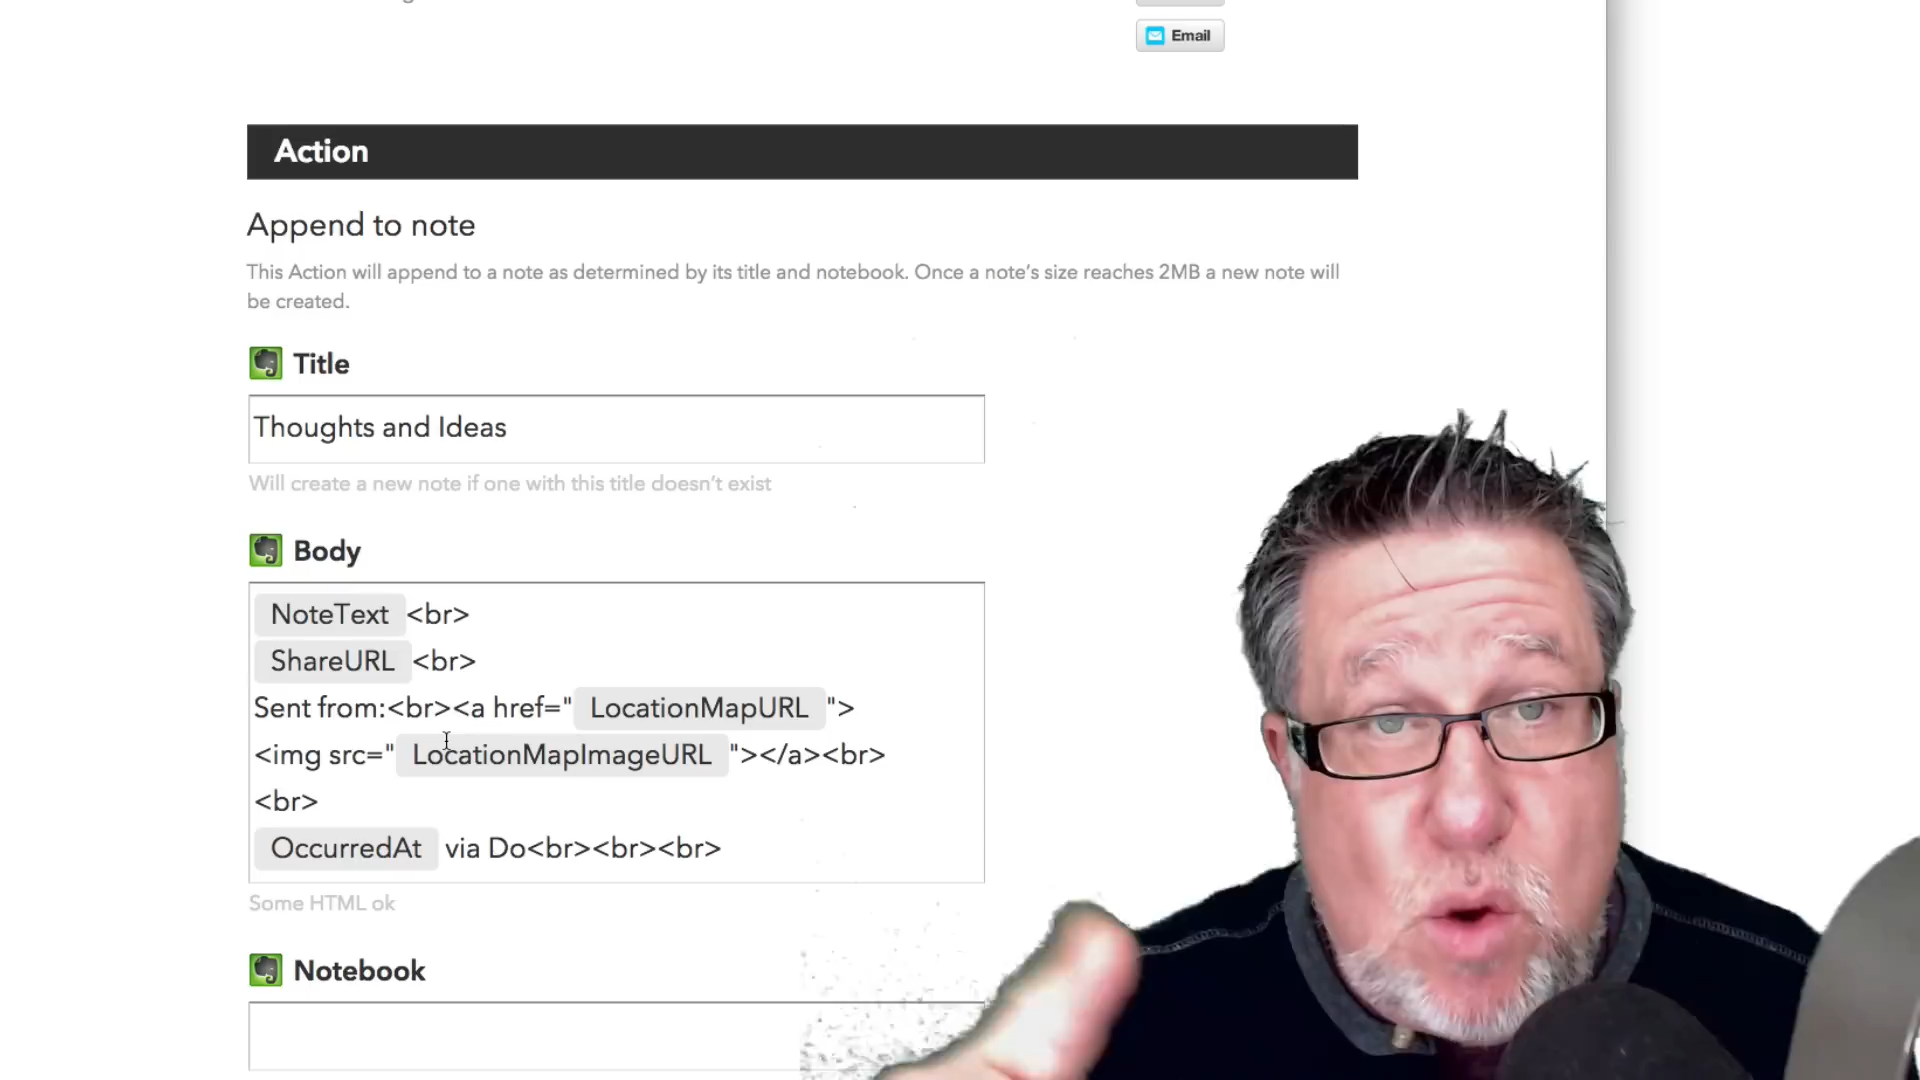 Email
Action
Append to note
This Action will append to a note as determined by its title and notebook. Once a note's size reaches 2MB a new note will
be created.
Title
Thoughts and Ideas
Will create a new note if one with this title doesn't exist
Body
NoteText <br>
ShareURL <br>
Sent from:<br><a href=" LocationMapURL ">
<img src=" LocationMapImageURL "></a><br>
<br>
OccurredAt via Do<br><br><br>
Some HTML ok
Notebook